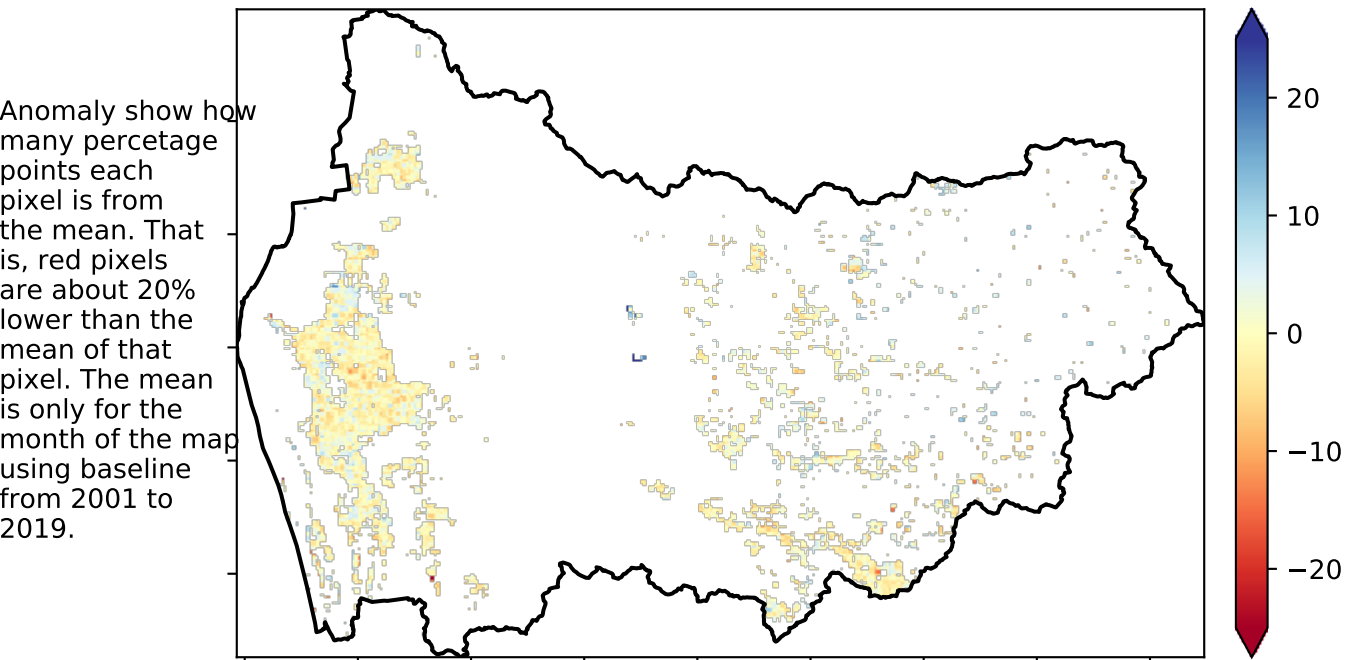 Anomaly show how
many percetage
points each
pixel is from
the mean. That
is, red pixels
are about 20%
lower than the
mean of that
pixel. The mean
is only for the
month of the map
using baseline
from 2001 to
2019.
20
10
0
−10
−20